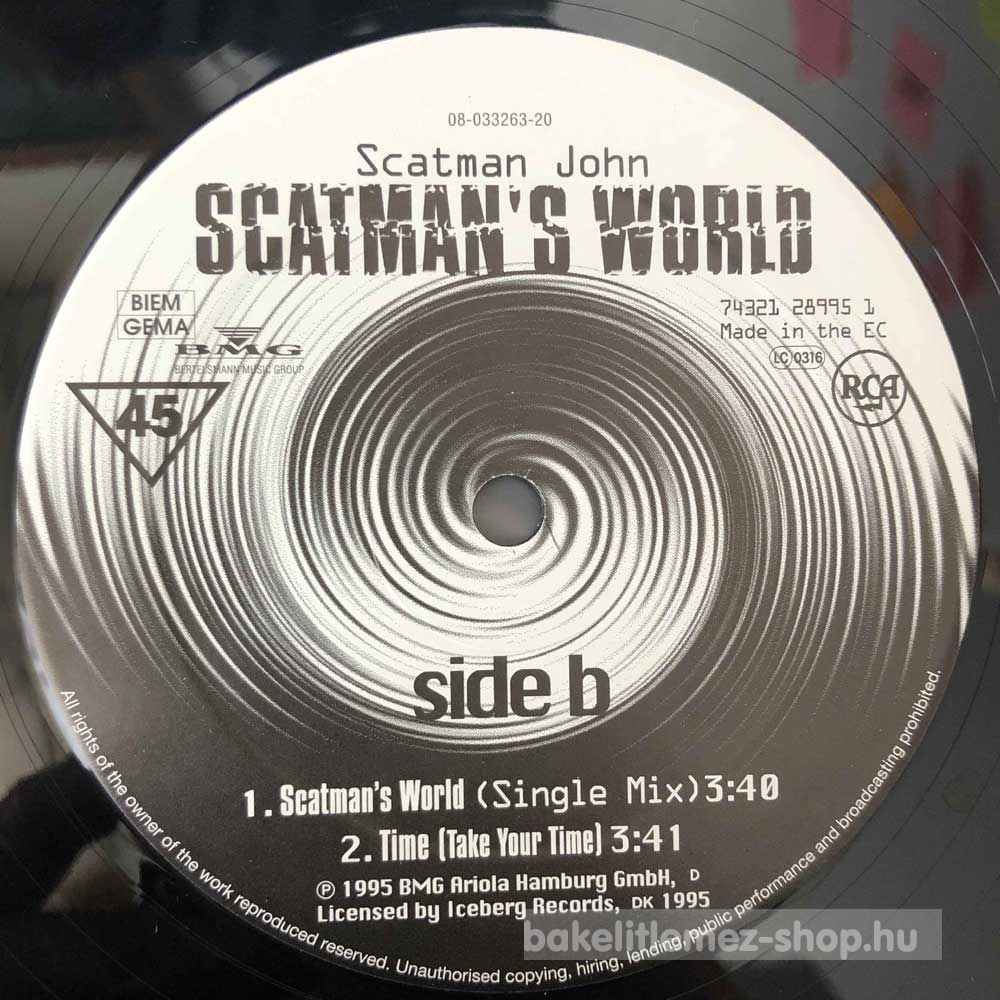 08-033263-20
Scatman John
SCATMAN'S WORLD
BIEM
GEMA
BMG
BERTELSMANN MUSIC GROUP
45
74321 28995 1
Made in the EC
LC 0316
RCA
side b
1. Scatman's World (Single Mix) 3:40
2. Time (Take Your Time) 3:41
℗ 1995 BMG Ariola Hamburg GmbH, D
Licensed by Iceberg Records, DK 1995
All rights of the owner of the work reproduced reserved. Unauthorised copying, hiring, lending, public performance and broadcasting prohibited.
bakelitlemez-shop.hu